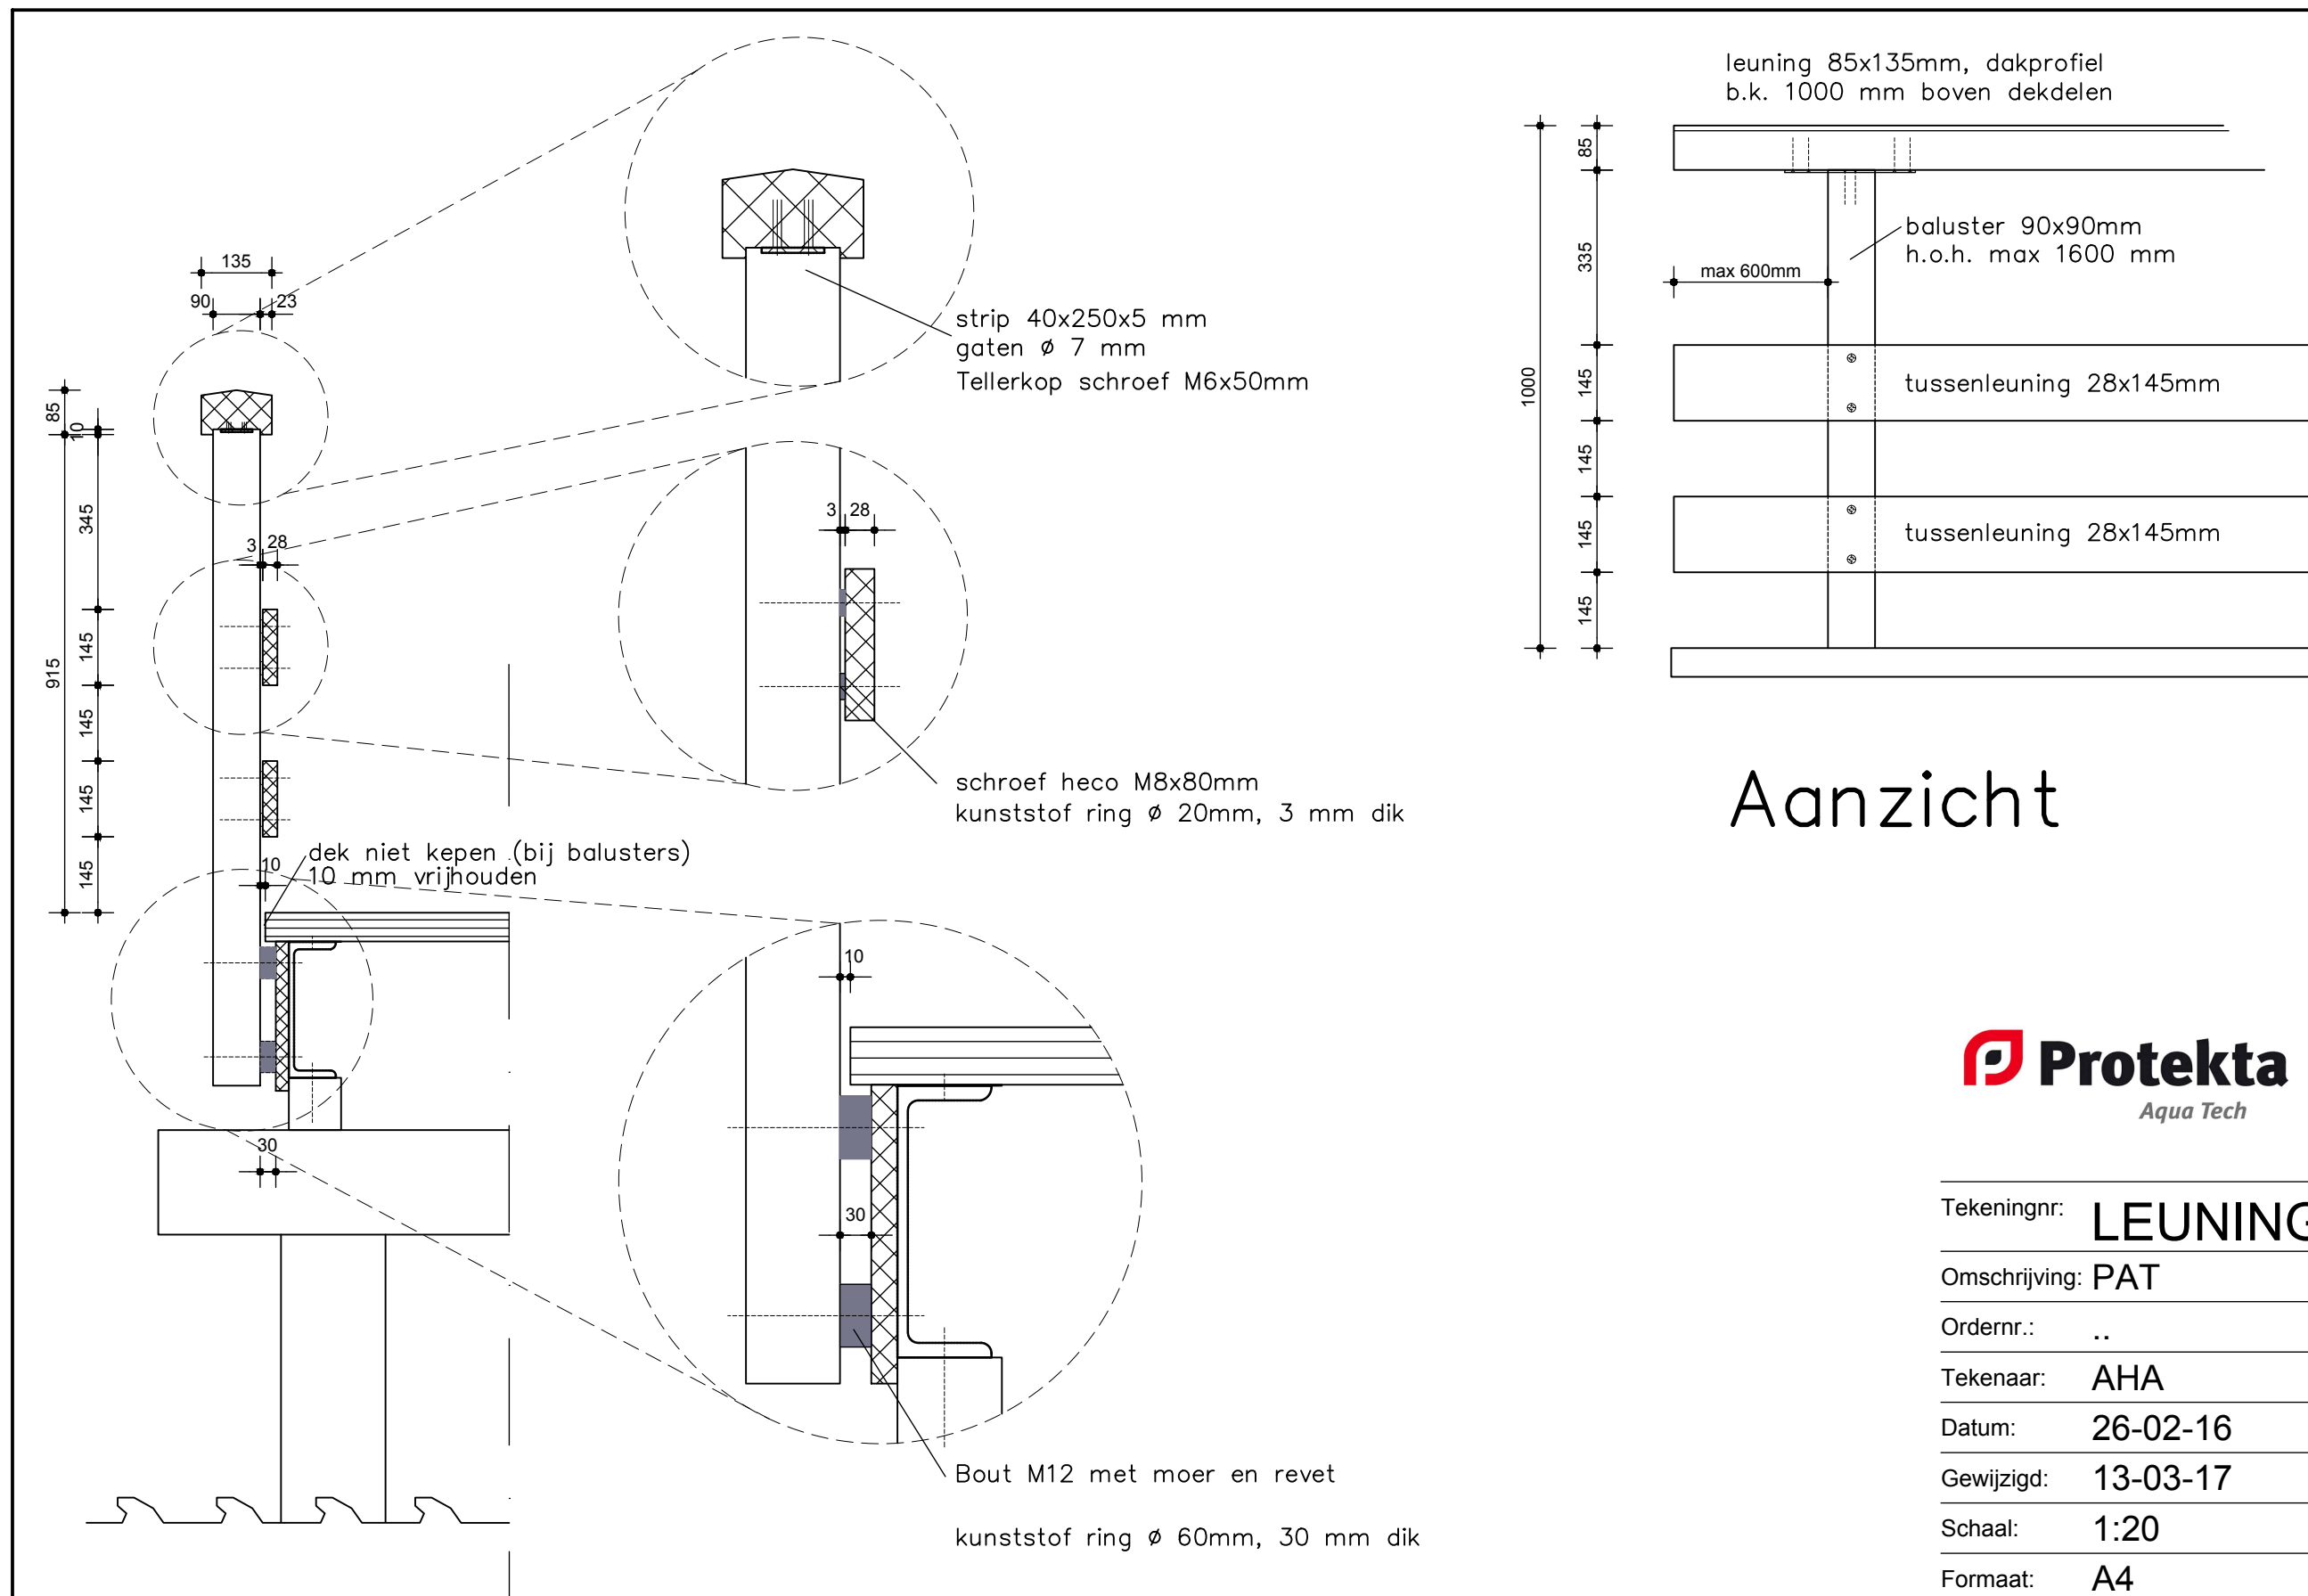 135
90
23
85
10
345
3
28
145
915
145
145
145
10
dek niet kepen (bij balusters)
10 mm vrijhouden
30
strip 40x250x5 mm
gaten ø 7 mm
Tellerkop schroef M6x50mm
3
28
schroef heco M8x80mm
kunststof ring ø 20mm, 3 mm dik
10
30
Bout M12 met moer en revet
kunststof ring ø 60mm, 30 mm dik
leuning 85x135mm, dakprofiel
b.k. 1000 mm boven dekdelen
85
335
1000
145
145
145
145
max 600mm
baluster 90x90mm
h.o.h. max 1600 mm
tussenleuning 28x145mm
tussenleuning 28x145mm
Aanzicht
Protekta
Aqua Tech
Tekeningnr: LEUNING
Omschrijving: PAT
Ordernr.: ..
Tekenaar: AHA
Datum: 26-02-16
Gewijzigd: 13-03-17
Schaal: 1:20
Formaat: A4